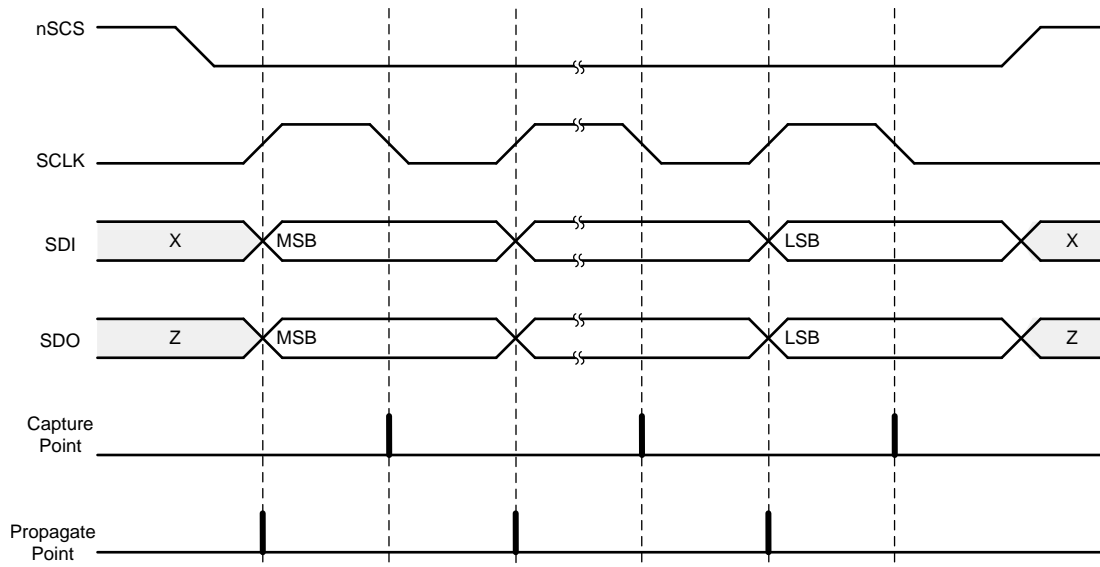 nSCS
SCLK
SDI
X
MSB
LSB
X
SDO
Z
MSB
LSB
Z
Capture
Point
Propagate
Point